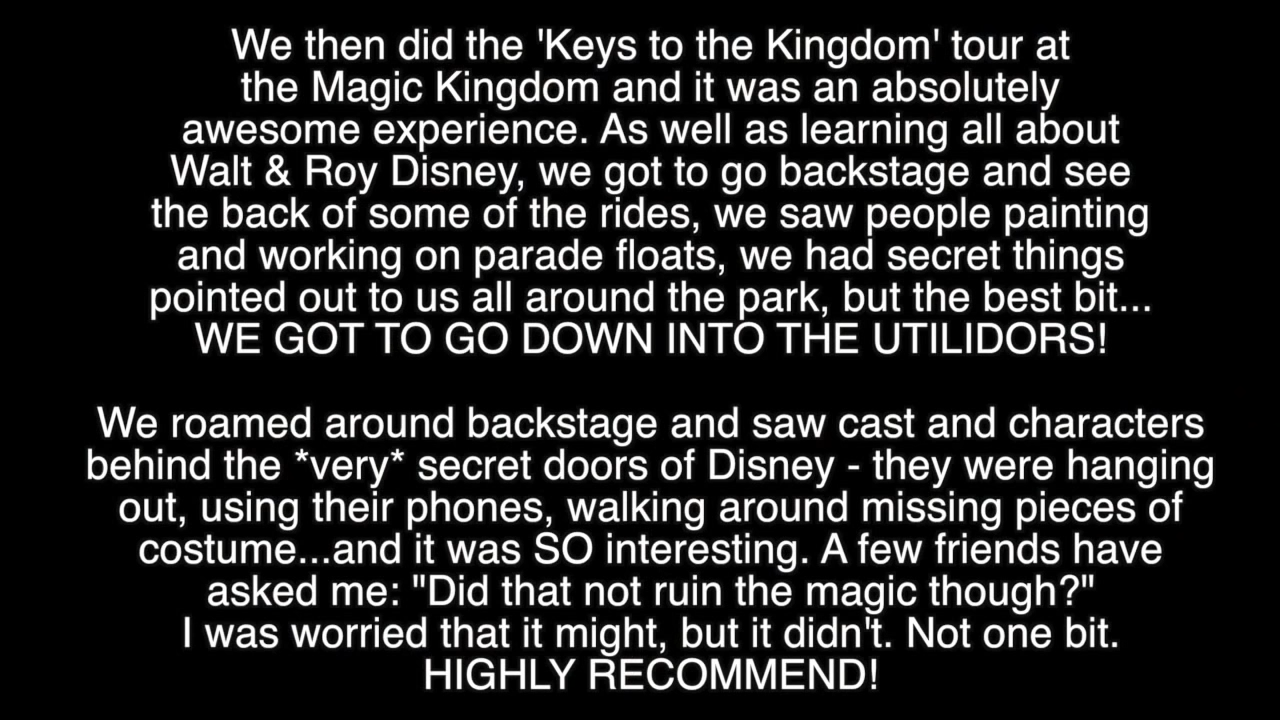 We then did the 'Keys to the Kingdom' tour at
the Magic Kingdom and it was an absolutely
awesome experience. As well as learning all about
Walt & Roy Disney, we got to go backstage and see
the back of some of the rides, we saw people painting
and working on parade floats, we had secret things
pointed out to us all around the park, but the best bit...
WE GOT TO GO DOWN INTO THE UTILIDORS!
We roamed around backstage and saw cast and characters
behind the *very* secret doors of Disney - they were hanging
out, using their phones, walking around missing pieces of
costume...and it was SO interesting. A few friends have
asked me: "Did that not ruin the magic though?"
I was worried that it might, but it didn't. Not one bit.
HIGHLY RECOMMEND!